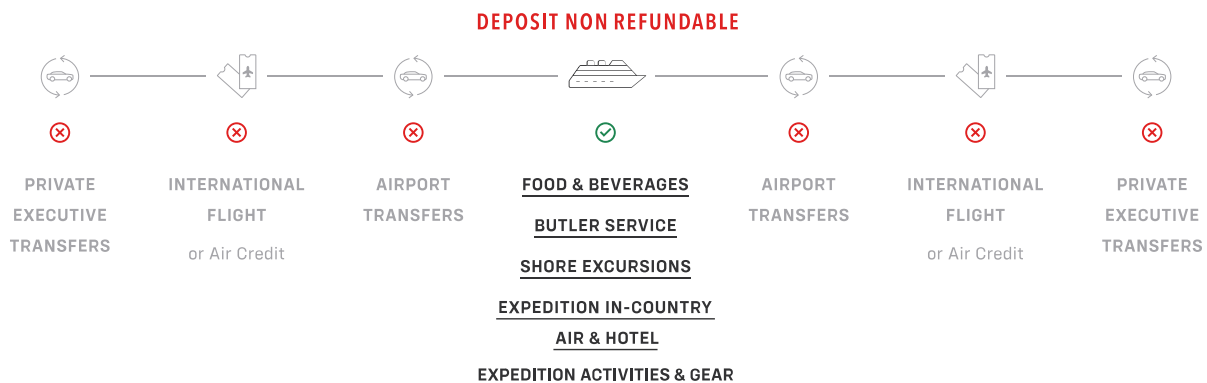 DEPOSIT NON REFUNDABLE
PRIVATE
EXECUTIVE
TRANSFERS
INTERNATIONAL
FLIGHT
or Air Credit
AIRPORT
TRANSFERS
FOOD & BEVERAGES
BUTLER SERVICE
SHORE EXCURSIONS
EXPEDITION IN-COUNTRY
AIR & HOTEL
EXPEDITION ACTIVITIES & GEAR
AIRPORT
TRANSFERS
INTERNATIONAL
FLIGHT
or Air Credit
PRIVATE
EXECUTIVE
TRANSFERS